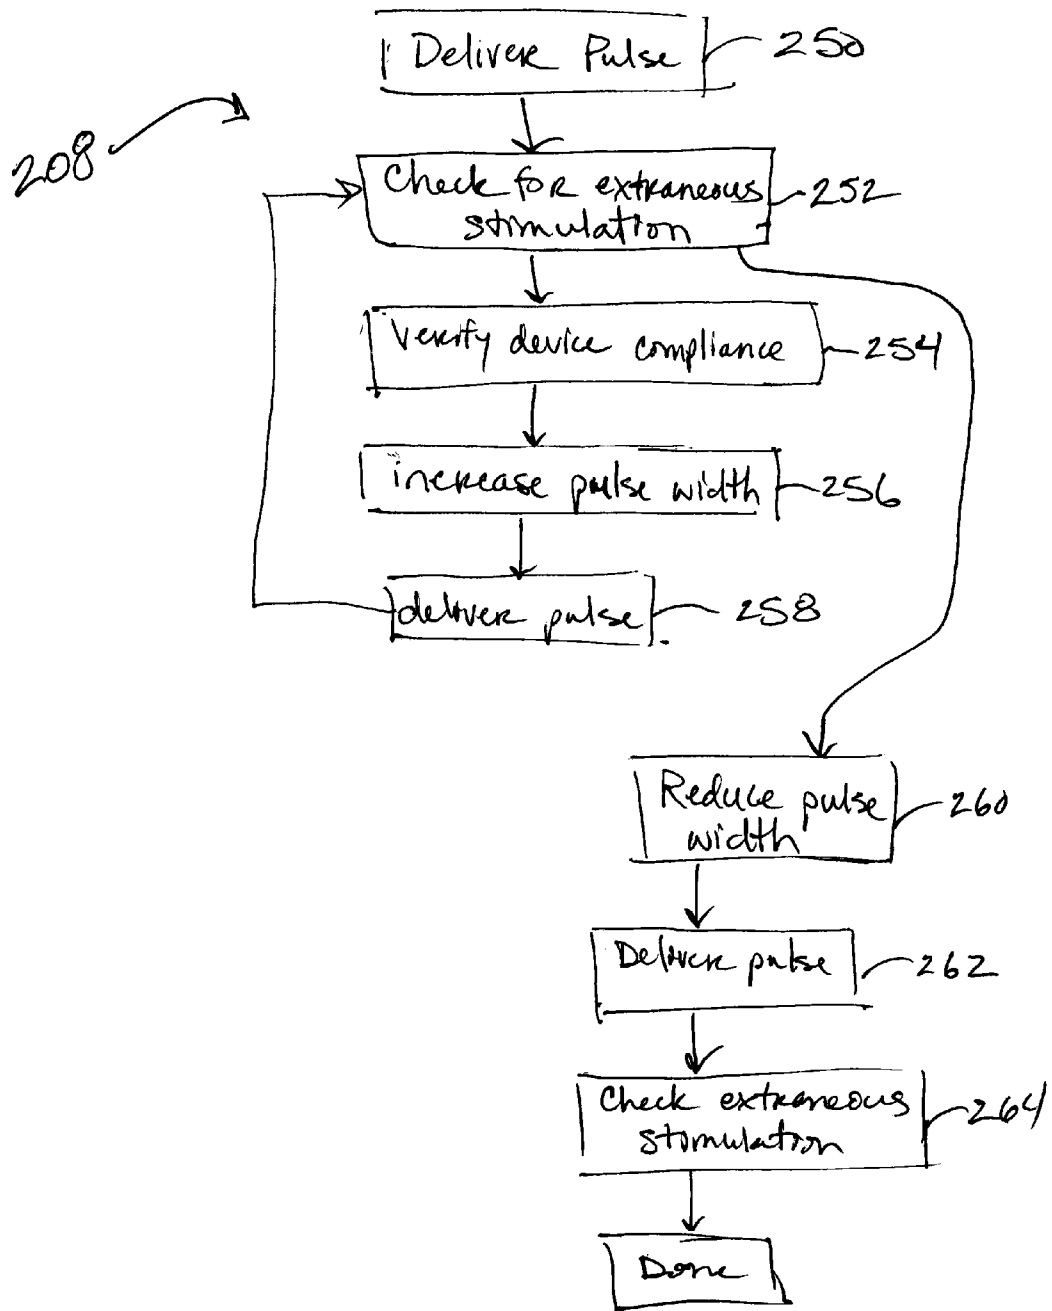 Deliver Pulse 250
208
Check for extraneous
stimulation
252
Verify device compliance 254
increase pulse width 256
deliver pulse 258
Reduce pulse
width
260
Deliver pulse 262
Check extraneous
stimulation
264
Done